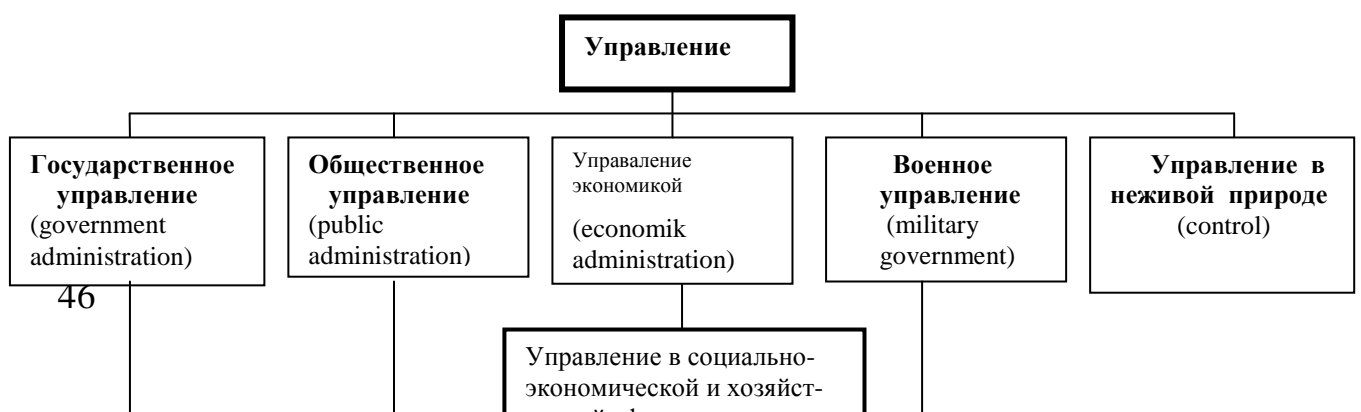 Управление
Государственное
управление
(government
administration)
Общественное
управление
(public
administration)
Управаление
экономикой
(economik
administration)
Военное
управление
(military
government)
Управление в
неживой природе
(control)
46
Управление в социально-
экономической и хозяйст-